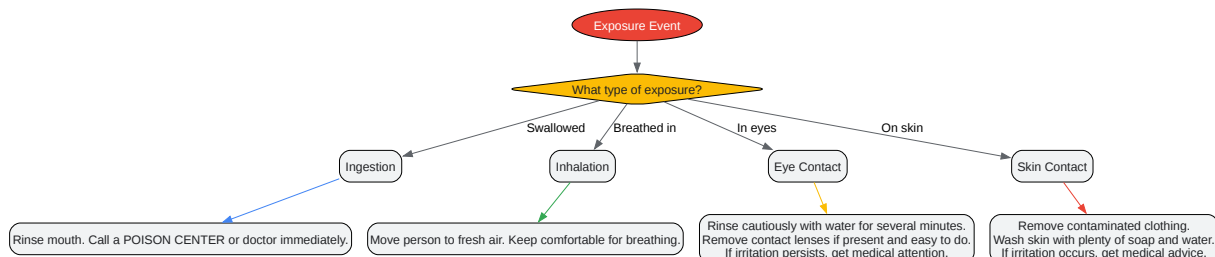 Exposure Event
What type of exposure?
Swallowed
Breathed in
In eyes
On skin
Ingestion
Inhalation
Eye Contact
Skin Contact
Rinse mouth. Call a POISON CENTER or doctor immediately.
Move person to fresh air. Keep comfortable for breathing.
Rinse cautiously with water for several minutes.
Remove contact lenses if present and easy to do.
If irritation persists, get medical attention.
Remove contaminated clothing.
Wash skin with plenty of soap and water.
If irritation occurs, get medical advice.